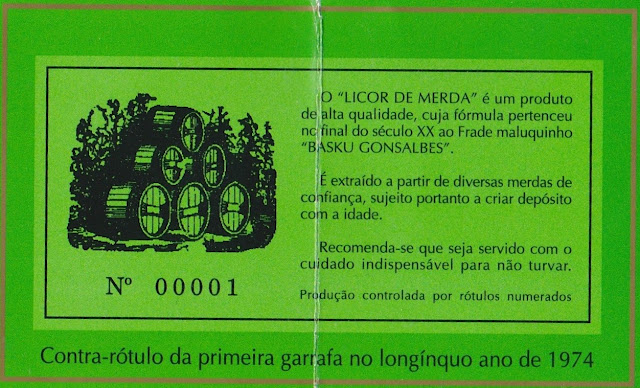 O "LICOR DE MERDA" é um produto
de alta qualidade, cuja fórmula pertenceu
no final do século XX ao Frade maluquinho
"BASKU GONSALBES".
É extraído a partir de diversas merdas de
confiança, sujeito portanto a criar depósito
com a idade.
Recomenda-se que seja servido com o
cuidado indispensável para não turvar.
Produção controlada por rótulos numerados
Nº 00001
Contra-rótulo da primeira garrafa no longínquo ano de 1974